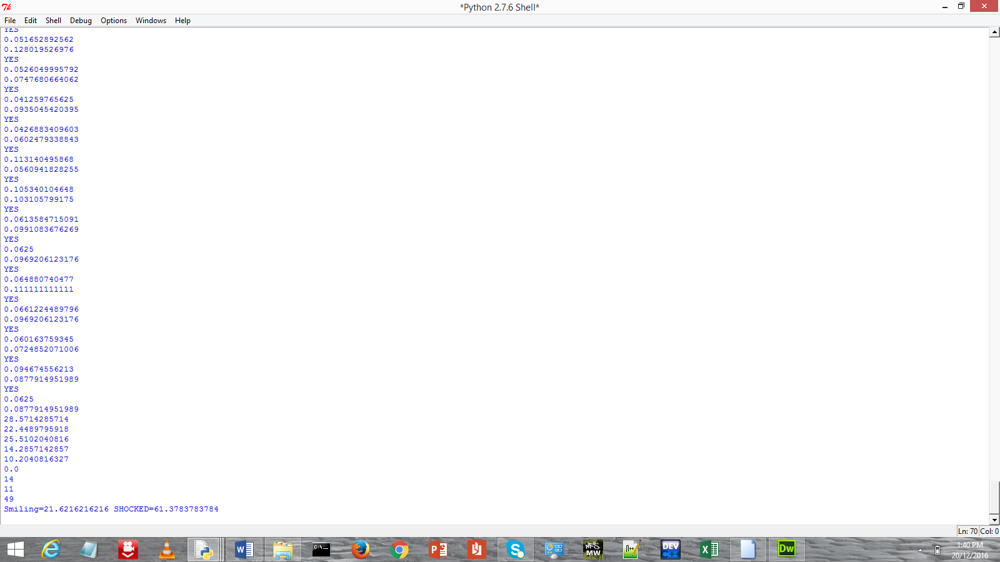 *Python 2.7.6 Shell*
File Edit Shell Debug Options Windows Help
YES
0.051652892562
0.128019526976
YES
0.0526049995792
0.0747680664062
YES
0.041259765625
0.0935045420395
YES
0.0426883409603
0.0602479338843
YES
0.113140495868
0.0560941828255
YES
0.105340104648
0.103105799175
YES
0.0613584715091
0.0991083676269
YES
0.0625
0.0969206123176
YES
0.064880740477
0.111111111111
YES
0.0661224489796
0.0969206123176
YES
0.060163759345
0.0724852071006
YES
0.094674556213
0.0877914951989
YES
0.0625
0.0877914951989
28.5714285714
22.4489795918
25.5102040816
14.2857142857
10.2040816327
0.0
14
11
49
Smiling=21.6216216216 SHOCKED=61.3783783784
Ln: 70 Col: 0
C:\_
NFS
MW
DEV
C++
Dw
1:40 PM
20/12/2016